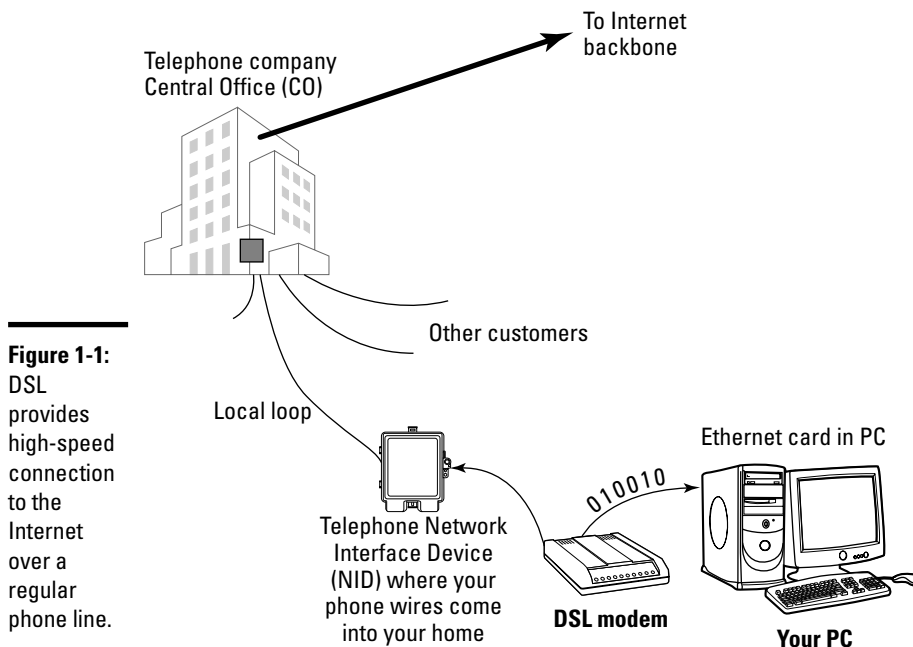 To Internet
backbone
Telephone company
Central Office (CO)
Other customers
Figure 1-1:
DSL
provides
high-speed
connection
to the
Internet
over a
regular
phone line.
Local loop
Ethernet card in PC
010010
Telephone Network
Interface Device
(NID) where your
phone wires come
into your home
DSL modem
Your PC